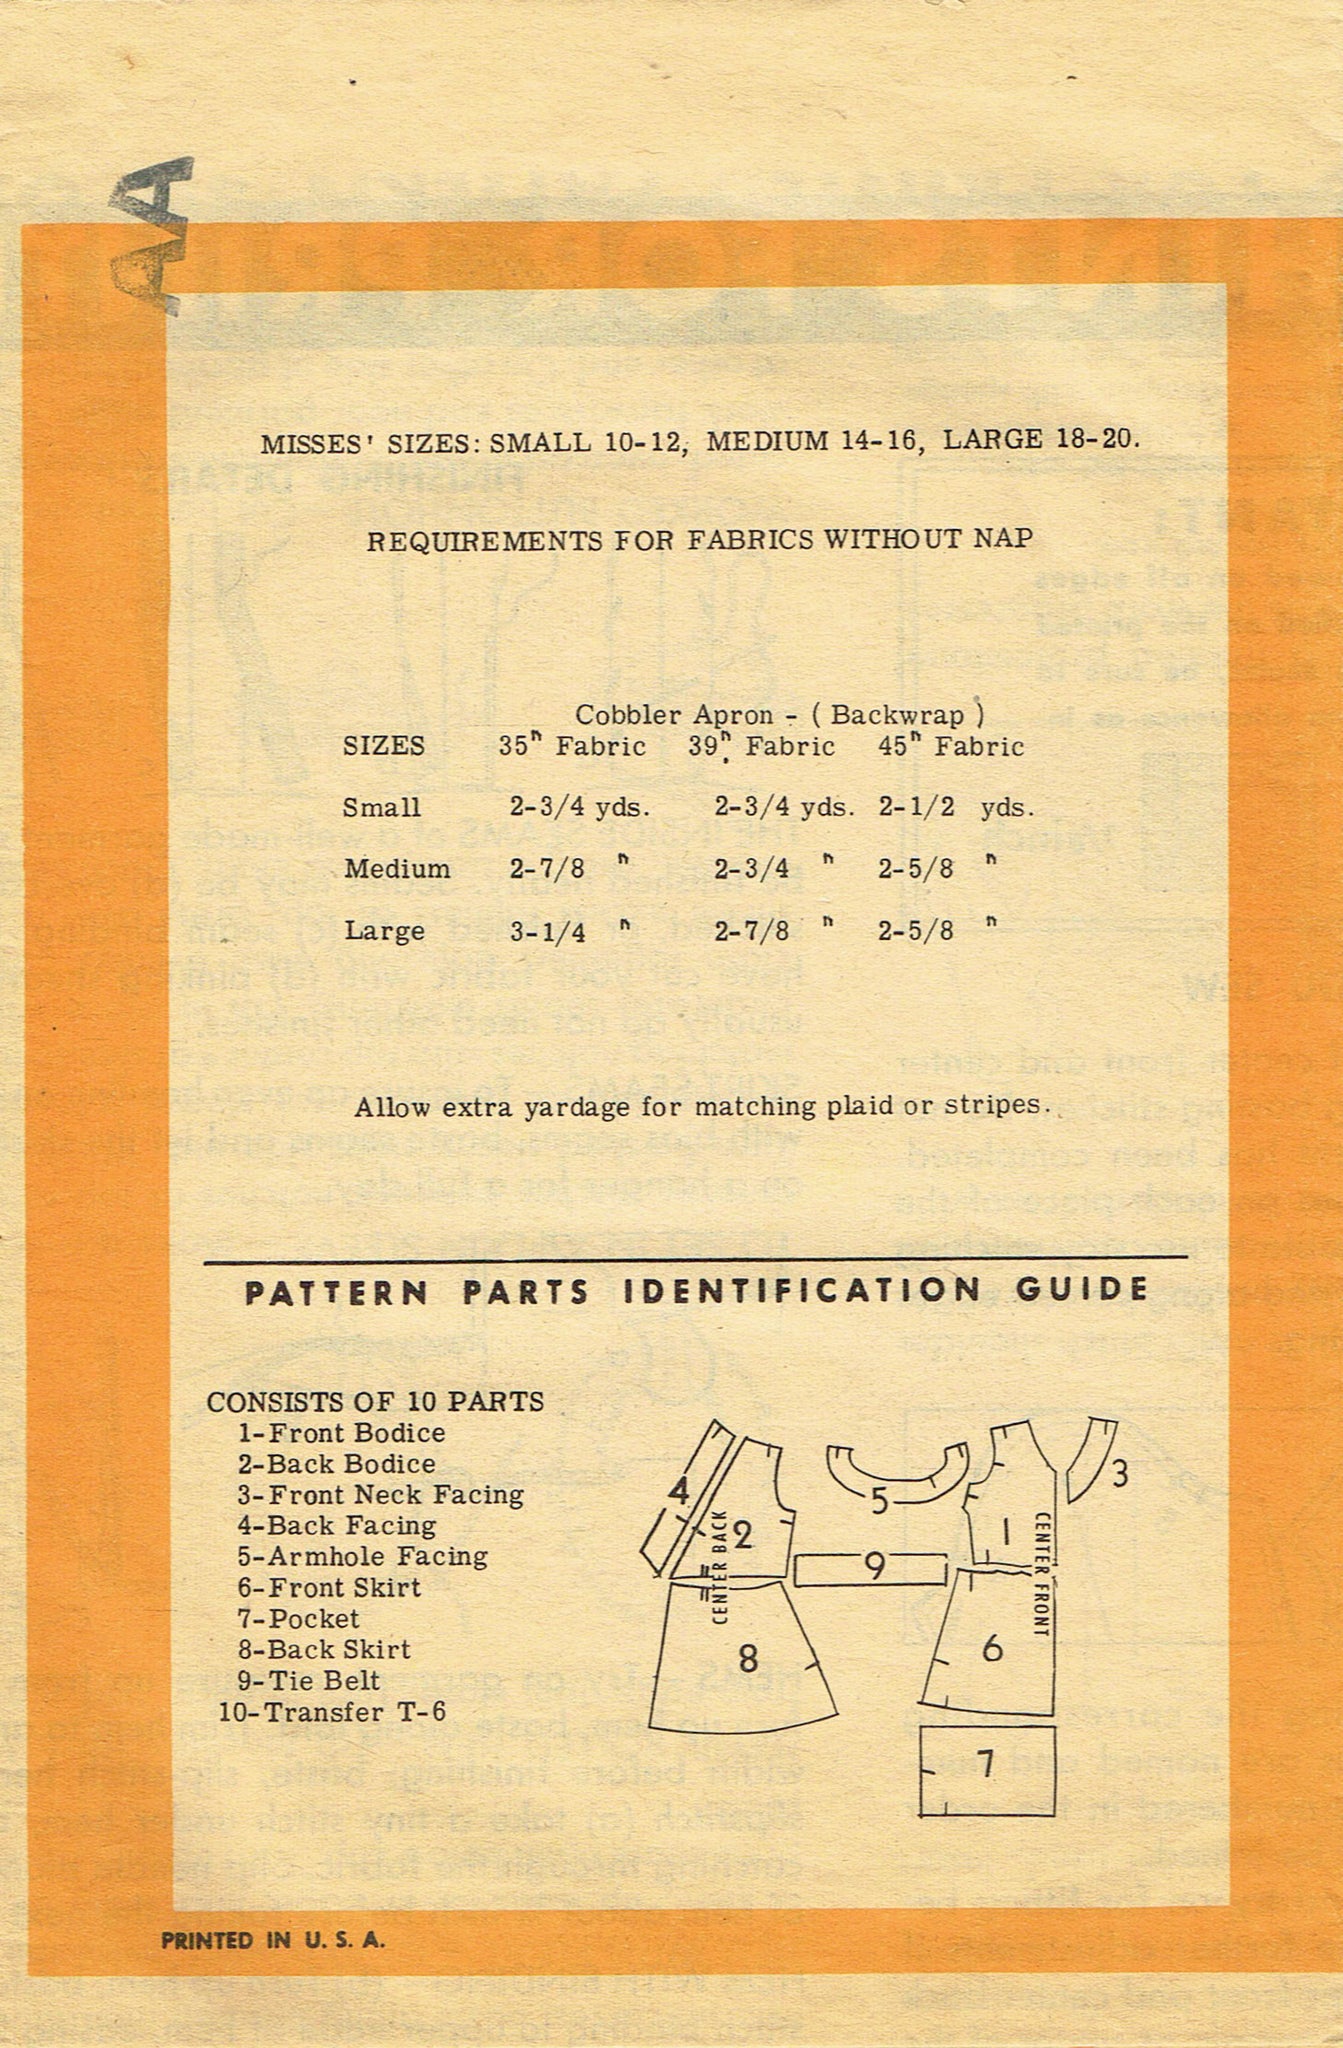 AA
MISSES' SIZES: SMALL 10-12, MEDIUM 14-16, LARGE 18-20.
REQUIREMENTS FOR FABRICS WITHOUT NAP
Cobbler Apron - ( Backwrap )
SIZES 35" Fabric 39" Fabric 45" Fabric
Small 2-3/4 yds. 2-3/4 yds. 2-1/2 yds.
Medium 2-7/8 " 2-3/4 " 2-5/8 "
Large 3-1/4 " 2-7/8 " 2-5/8 "
Allow extra yardage for matching plaid or stripes.
PATTERN PARTS IDENTIFICATION GUIDE
CONSISTS OF 10 PARTS
1-Front Bodice
2-Back Bodice
3-Front Neck Facing
4-Back Facing
5-Armhole Facing
6-Front Skirt
7-Pocket
8-Back Skirt
9-Tie Belt
10-Transfer T-6
4
2
CENTER BACK
5
9
1
CENTER FRONT
3
8
6
7
PRINTED IN U. S. A.